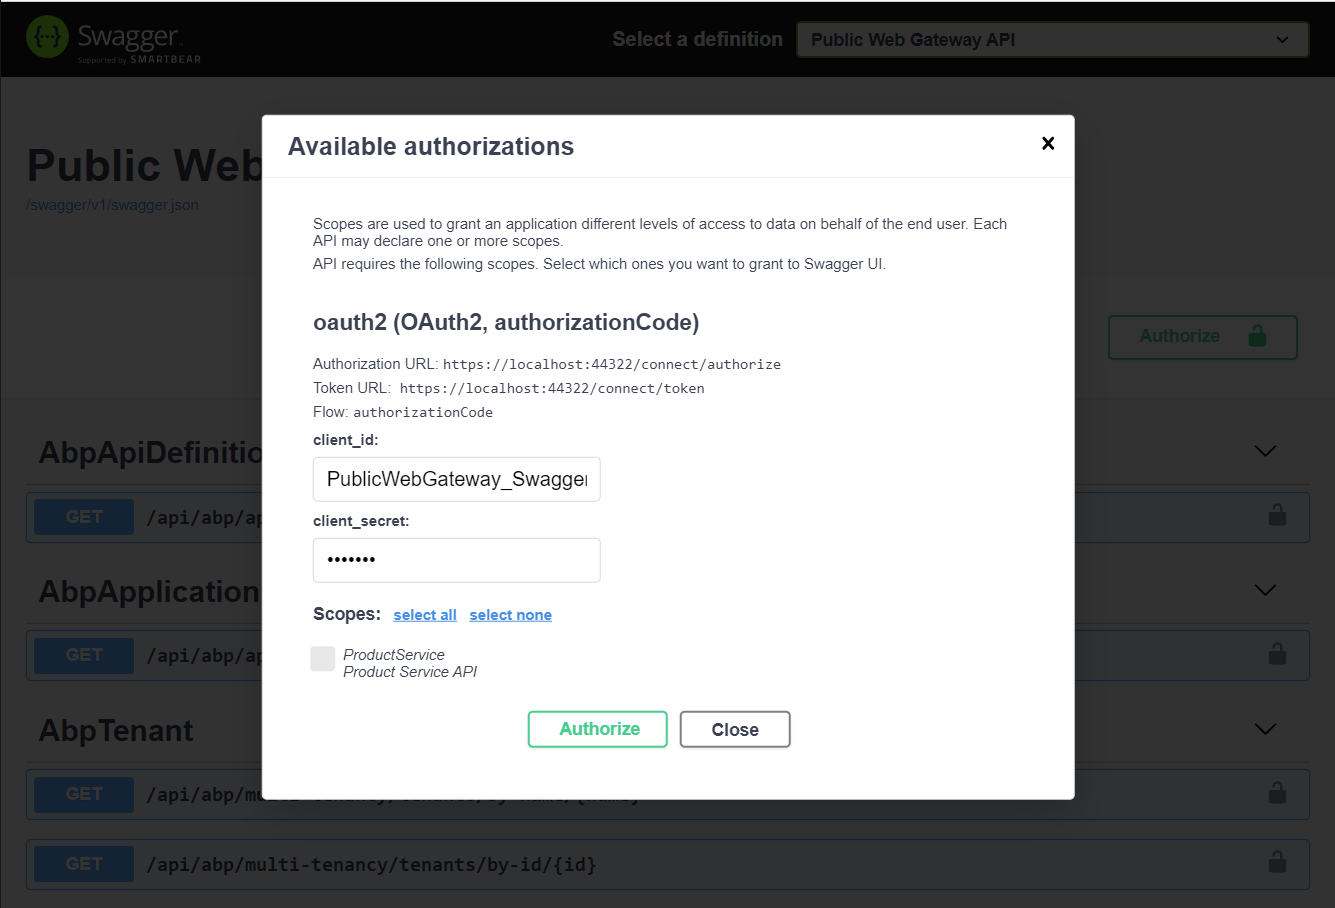 Swagger
Supported by SMARTBEAR
Select a definition
Public Web Gateway API
Public Web
/swagger/v1/swagger.json
Available authorizations
Scopes are used to grant an application different levels of access to data on behalf of the end user. Each
API may declare one or more scopes.
API requires the following scopes. Select which ones you want to grant to Swagger UI.
oauth2 (OAuth2, authorizationCode)
Authorization URL: https://localhost:44322/connect/authorize
Token URL: https://localhost:44322/connect/token
Flow: authorizationCode
client_id:
PublicWebGateway_Swagger
client_secret:
•••••••
Scopes: select all select none
ProductService
Product Service API
Authorize
Close
Authorize
AbpApiDefinitio
GET /api/abp/ap
AbpApplication
GET /api/abp/ap
AbpTenant
GET /api/abp/multi-tenancy/tenants/by-name/{name}
GET /api/abp/multi-tenancy/tenants/by-id/{id}